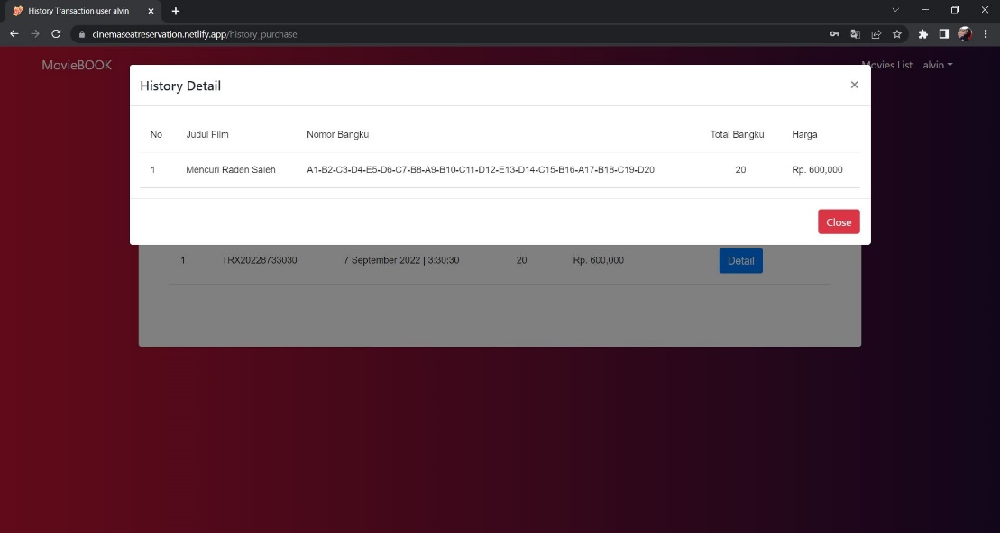 History Transaction user alvin
cinemaseatreservation.netlify.app/history_purchase
MovieBOOK
Movies List alvin
History Detail
×
No Judul Film Nomor Bangku Total Bangku Harga
1 Mencuri Raden Saleh A1-B2-C3-D4-E5-D6-C7-B8-A9-B10-C11-D12-E13-D14-C15-B16-A17-B18-C19-D20 20 Rp. 600,000
Close
1 TRX20228733030 7 September 2022 | 3:30:30 20 Rp. 600,000 Detail